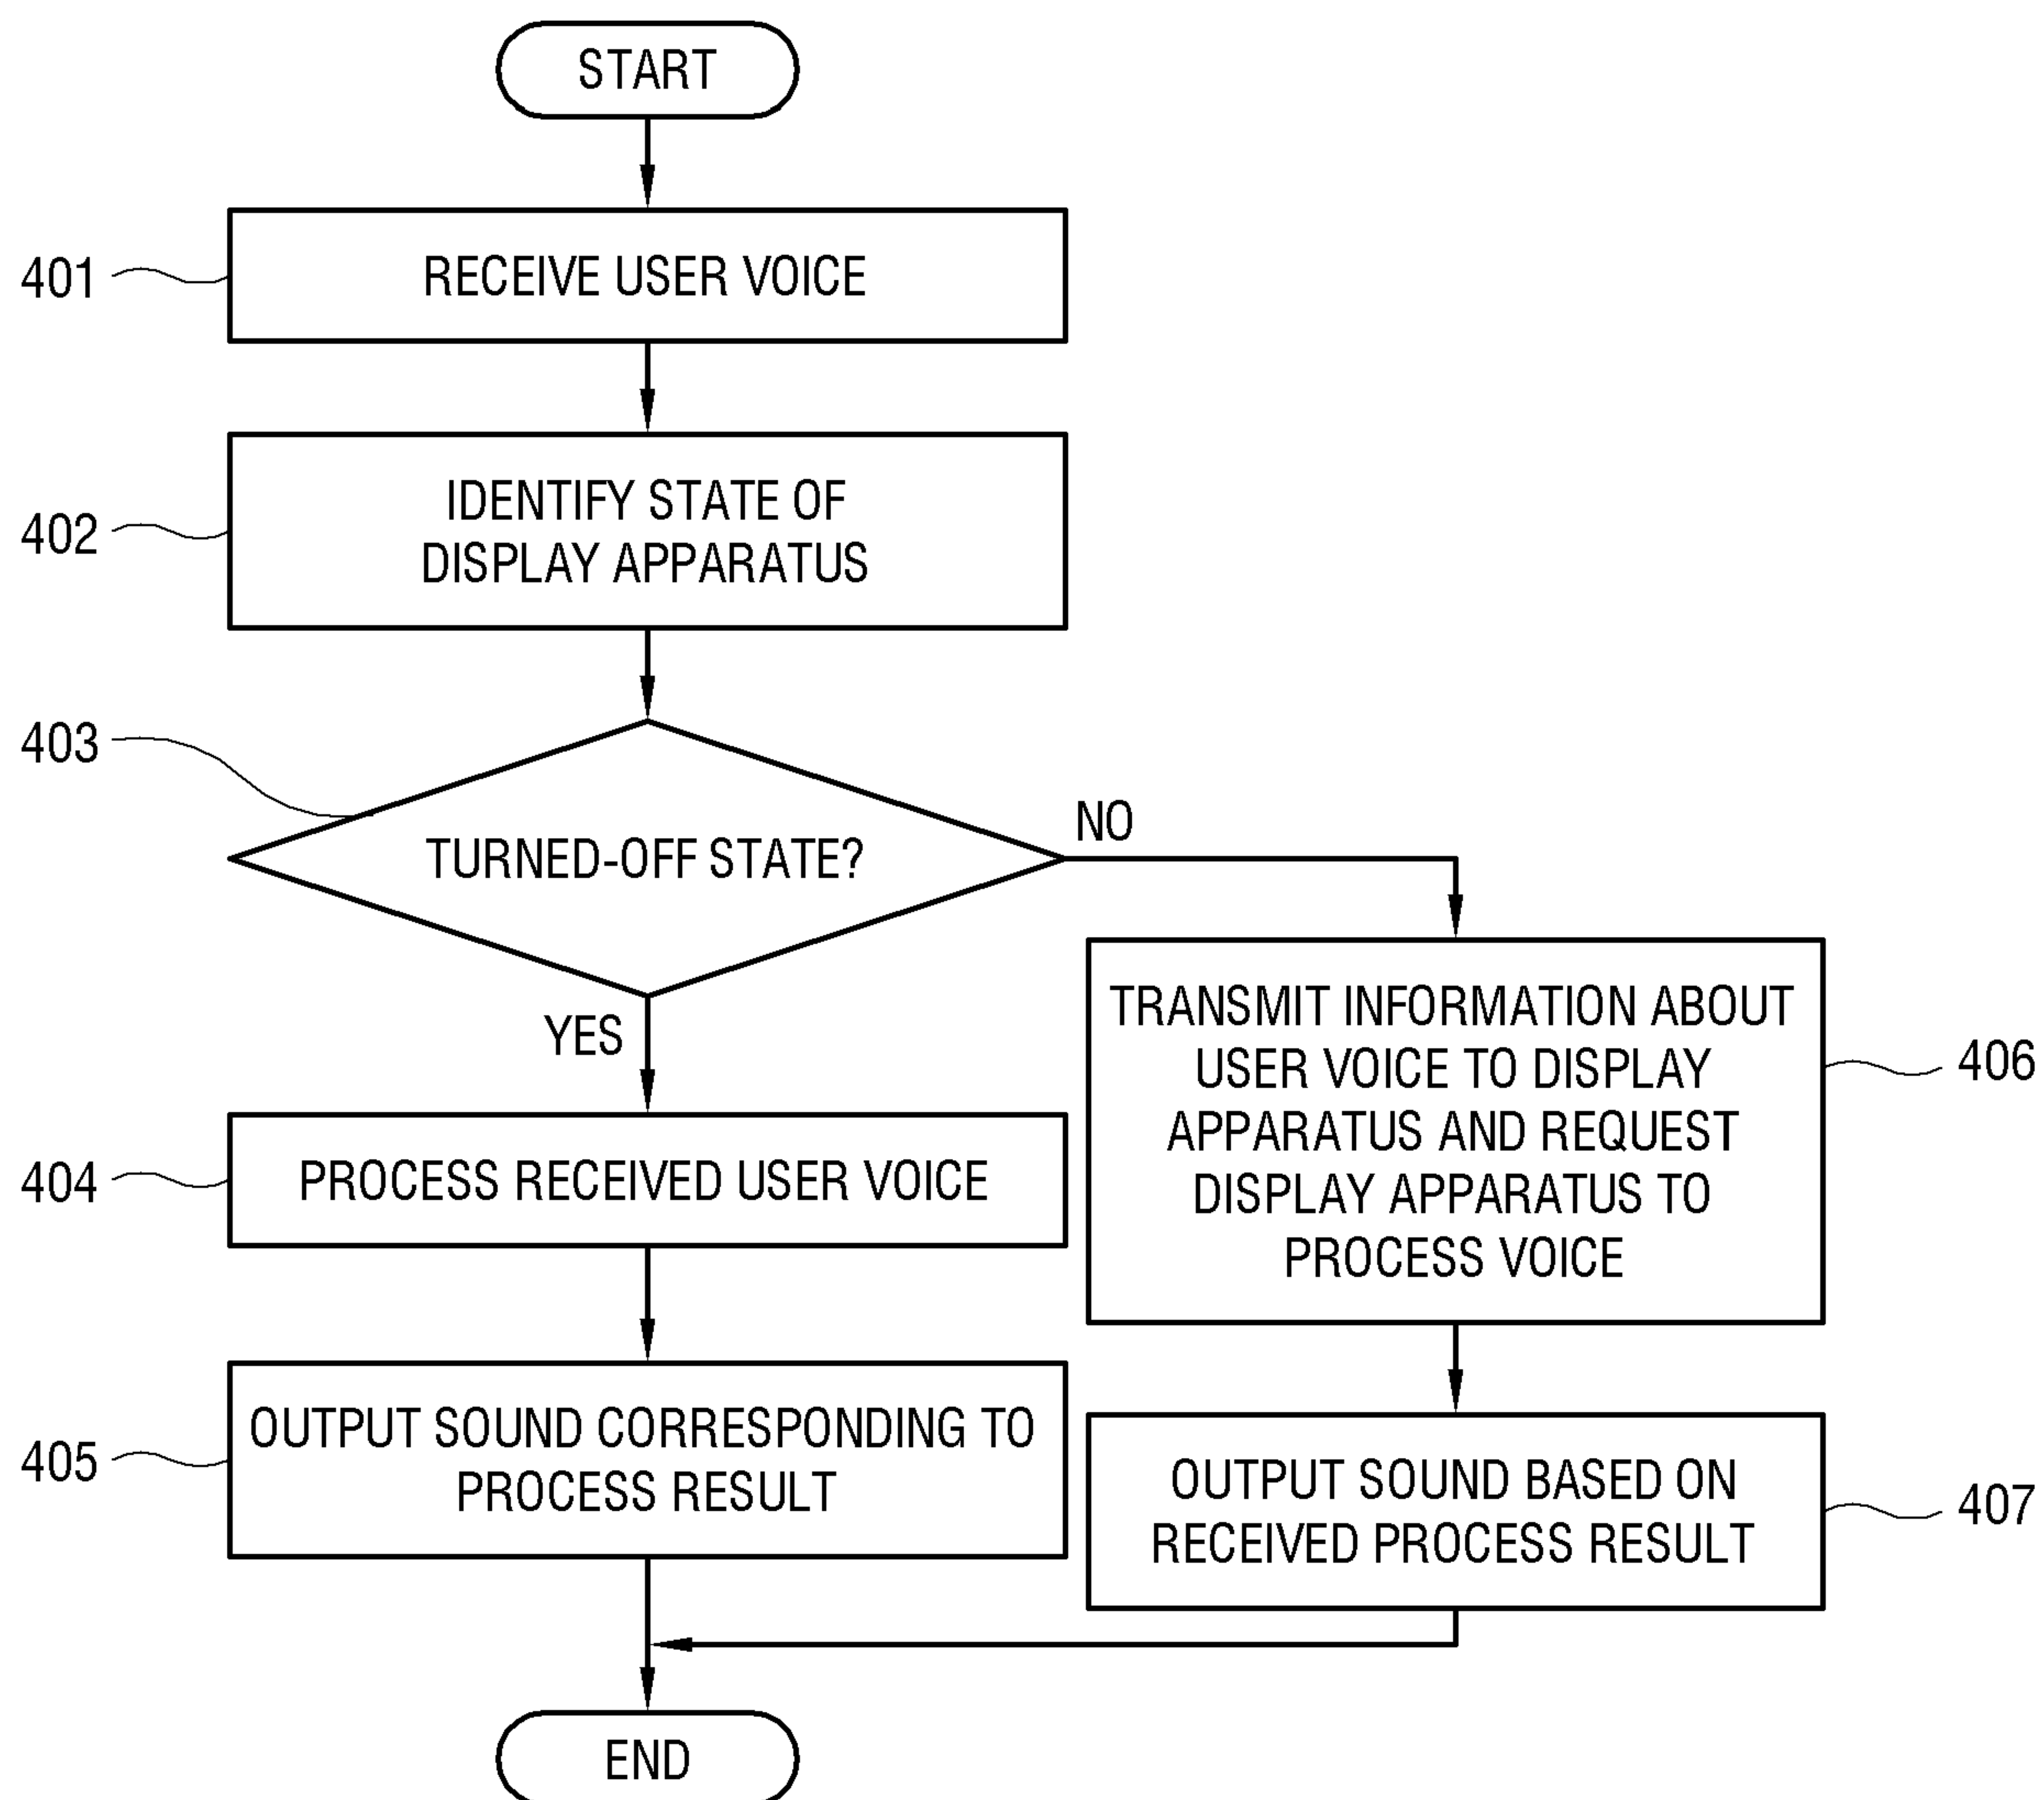 START
401
RECEIVE USER VOICE
402
IDENTIFY STATE OF
DISPLAY APPARATUS
403
TURNED-OFF STATE?
NO
YES
404
PROCESS RECEIVED USER VOICE
405
OUTPUT SOUND CORRESPONDING TO
PROCESS RESULT
TRANSMIT INFORMATION ABOUT
USER VOICE TO DISPLAY
APPARATUS AND REQUEST
DISPLAY APPARATUS TO
PROCESS VOICE
406
OUTPUT SOUND BASED ON
RECEIVED PROCESS RESULT
407
END